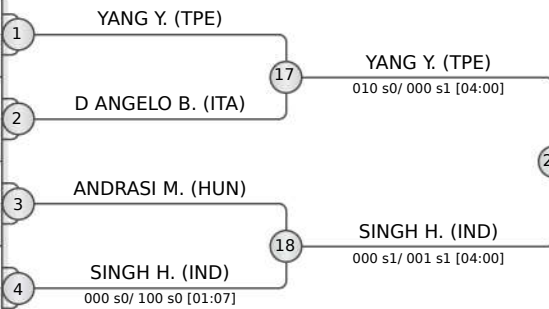 YANG Y. (TPE)
1
17
YANG Y. (TPE)
010 s0/ 000 s1 [04:00]
D ANGELO B. (ITA)
2
ANDRASI M. (HUN)
3
18
SINGH H. (IND)
000 s1/ 001 s1 [04:00]
SINGH H. (IND)
4
000 s0/ 100 s0 [01:07]